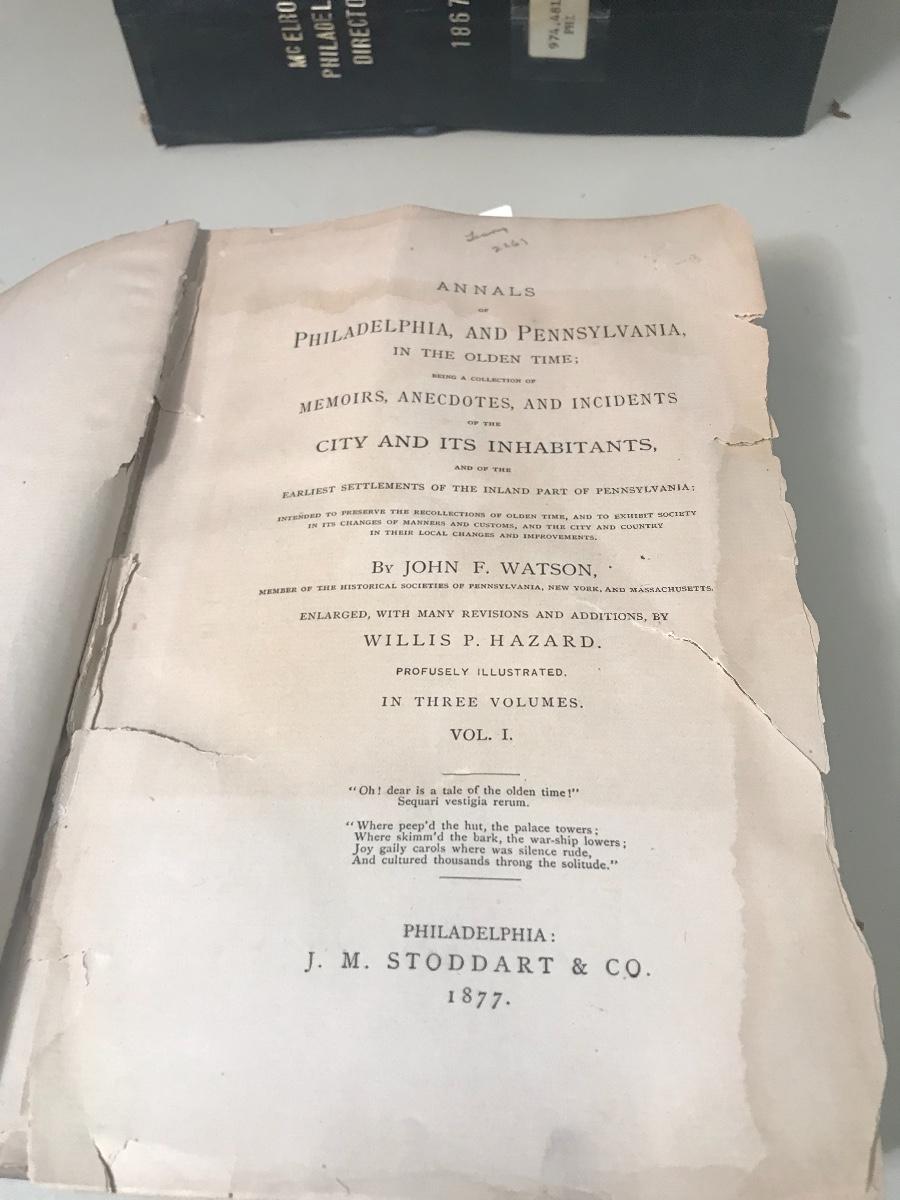 MCELRO
PHILADEL
DIRECTO
1867
974.481
PHI
ANNALS
OF
PHILADELPHIA, AND PENNSYLVANIA,
IN THE OLDEN TIME;
BEING A COLLECTION OF
MEMOIRS, ANECDOTES, AND INCIDENTS
OF THE
CITY AND ITS INHABITANTS,
AND OF THE
EARLIEST SETTLEMENTS OF THE INLAND PART OF PENNSYLVANIA;
INTENDED TO PRESERVE THE RECOLLECTIONS OF OLDEN TIME, AND TO EXHIBIT SOCIETY
IN ITS CHANGES OF MANNERS AND CUSTOMS, AND THE CITY AND COUNTRY
IN THEIR LOCAL CHANGES AND IMPROVEMENTS.
By JOHN F. WATSON,
MEMBER OF THE HISTORICAL SOCIETIES OF PENNSYLVANIA, NEW YORK, AND MASSACHUSETTS.
ENLARGED, WITH MANY REVISIONS AND ADDITIONS, BY
WILLIS P. HAZARD.
PROFUSELY ILLUSTRATED.
IN THREE VOLUMES.
VOL. I.
"Oh! dear is a tale of the olden time!"
Sequari vestigia rerum.
"Where peep'd the hut, the palace towers;
Where skimm'd the bark, the war-ship lowers;
Joy gaily carols where was silence rude,
And cultured thousands throng the solitude."
PHILADELPHIA:
J. M. STODDART & CO.
1877.